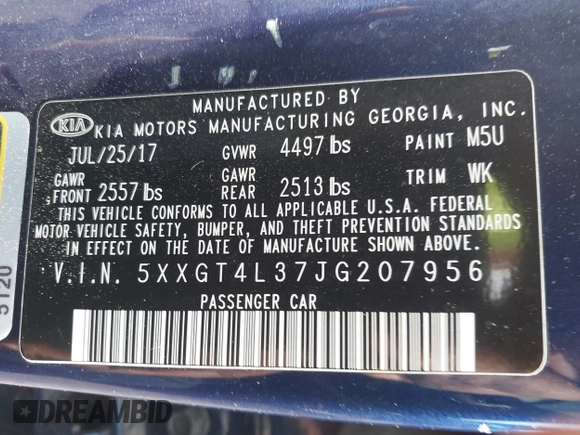 MANUFACTURED BY
KIA KIA MOTORS MANUFACTURING GEORGIA, INC.
JUL/25/17 GVWR 4497 lbs PAINT M5U
GAWR FRONT 2557 lbs GAWR REAR 2513 lbs TRIM WK
THIS VEHICLE CONFORMS TO ALL APPLICABLE U.S.A. FEDERAL
MOTOR VEHICLE SAFETY, BUMPER, AND THEFT PREVENTION STANDARDS
IN EFFECT ON THE DATE OF MANUFACTURE SHOWN ABOVE.
V.I.N. 5XXGT4L37JG207956
PASSENGER CAR
5120
DREAMBID